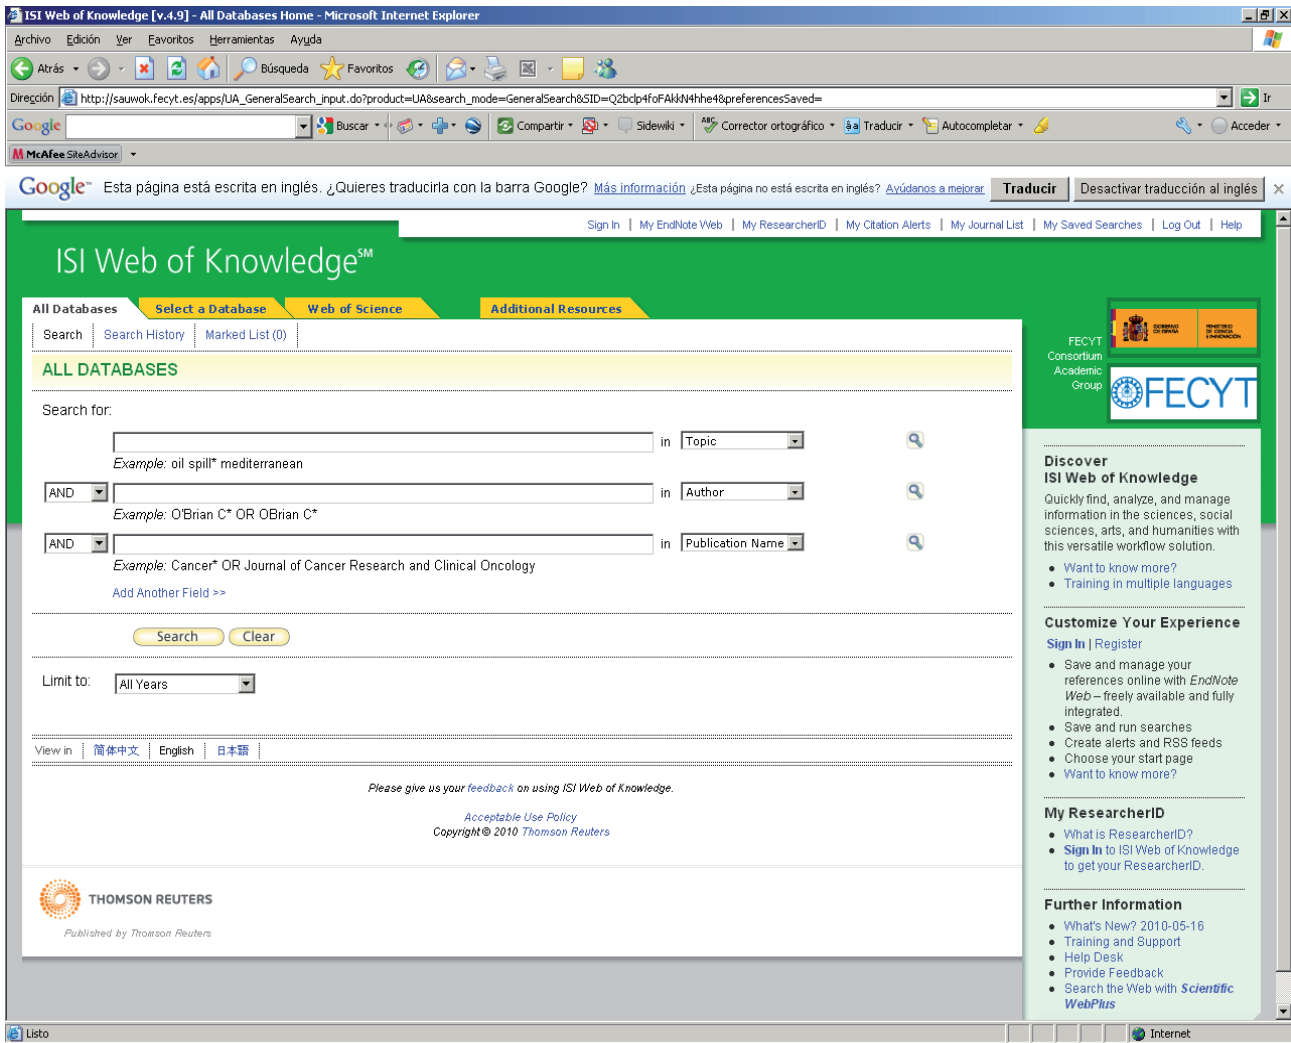 ISI Web of Knowledge [v.4.9] - All Databases Home - Microsoft Internet Explorer
Archivo Edición Ver Favoritos Herramientas Ayuda
Atrás Búsqueda Favoritos
Dirección http://sauwok.fecyt.es/apps/UA_GeneralSearch_input.do?product=UA&search_mode=GeneralSearch&SID=Q2bclp4foFAkkN4hhe4&preferencesSaved= Ir
Google Buscar Compartir Sidewiki ABC Corrector ortográfico Traducir Autocompletar Acceder
McAfee SiteAdvisor
Google Esta página está escrita en inglés. ¿Quieres traducirla con la barra Google? Más información ¿Esta página no está escrita en inglés? Ayúdanos a mejorar Traducir Desactivar traducción al inglés
Sign In | My EndNote Web | My ResearcherID | My Citation Alerts | My Journal List | My Saved Searches | Log Out | Help
ISI Web of Knowledge℠
All Databases Select a Database Web of Science Additional Resources
Search Search History Marked List (0)
ALL DATABASES
Search for:
in Topic
Example: oil spill* mediterranean
AND in Author
Example: O'Brian C* OR OBrian C*
AND in Publication Name
Example: Cancer* OR Journal of Cancer Research and Clinical Oncology
Add Another Field >>
Search Clear
Limit to: All Years
View in 简体中文 English 日本語
Please give us your feedback on using ISI Web of Knowledge.
Acceptable Use Policy
Copyright © 2010 Thomson Reuters
THOMSON REUTERS
Published by Thomson Reuters
FECYT
Consortium
Academic
Group
GOBIERNO
DE ESPAÑA
MINISTERIO
DE CIENCIA
E INNOVACIÓN
FECYT
Discover
ISI Web of Knowledge
Quickly find, analyze, and manage
information in the sciences, social
sciences, arts, and humanities with
this versatile workflow solution.
Want to know more?
Training in multiple languages
Customize Your Experience
Sign In | Register
Save and manage your
references online with EndNote
Web – freely available and fully
integrated.
Save and run searches
Create alerts and RSS feeds
Choose your start page
Want to know more?
My ResearcherID
What is ResearcherID?
Sign In to ISI Web of Knowledge
to get your ResearcherID.
Further Information
What's New? 2010-05-16
Training and Support
Help Desk
Provide Feedback
Search the Web with Scientific
WebPlus
Listo Internet